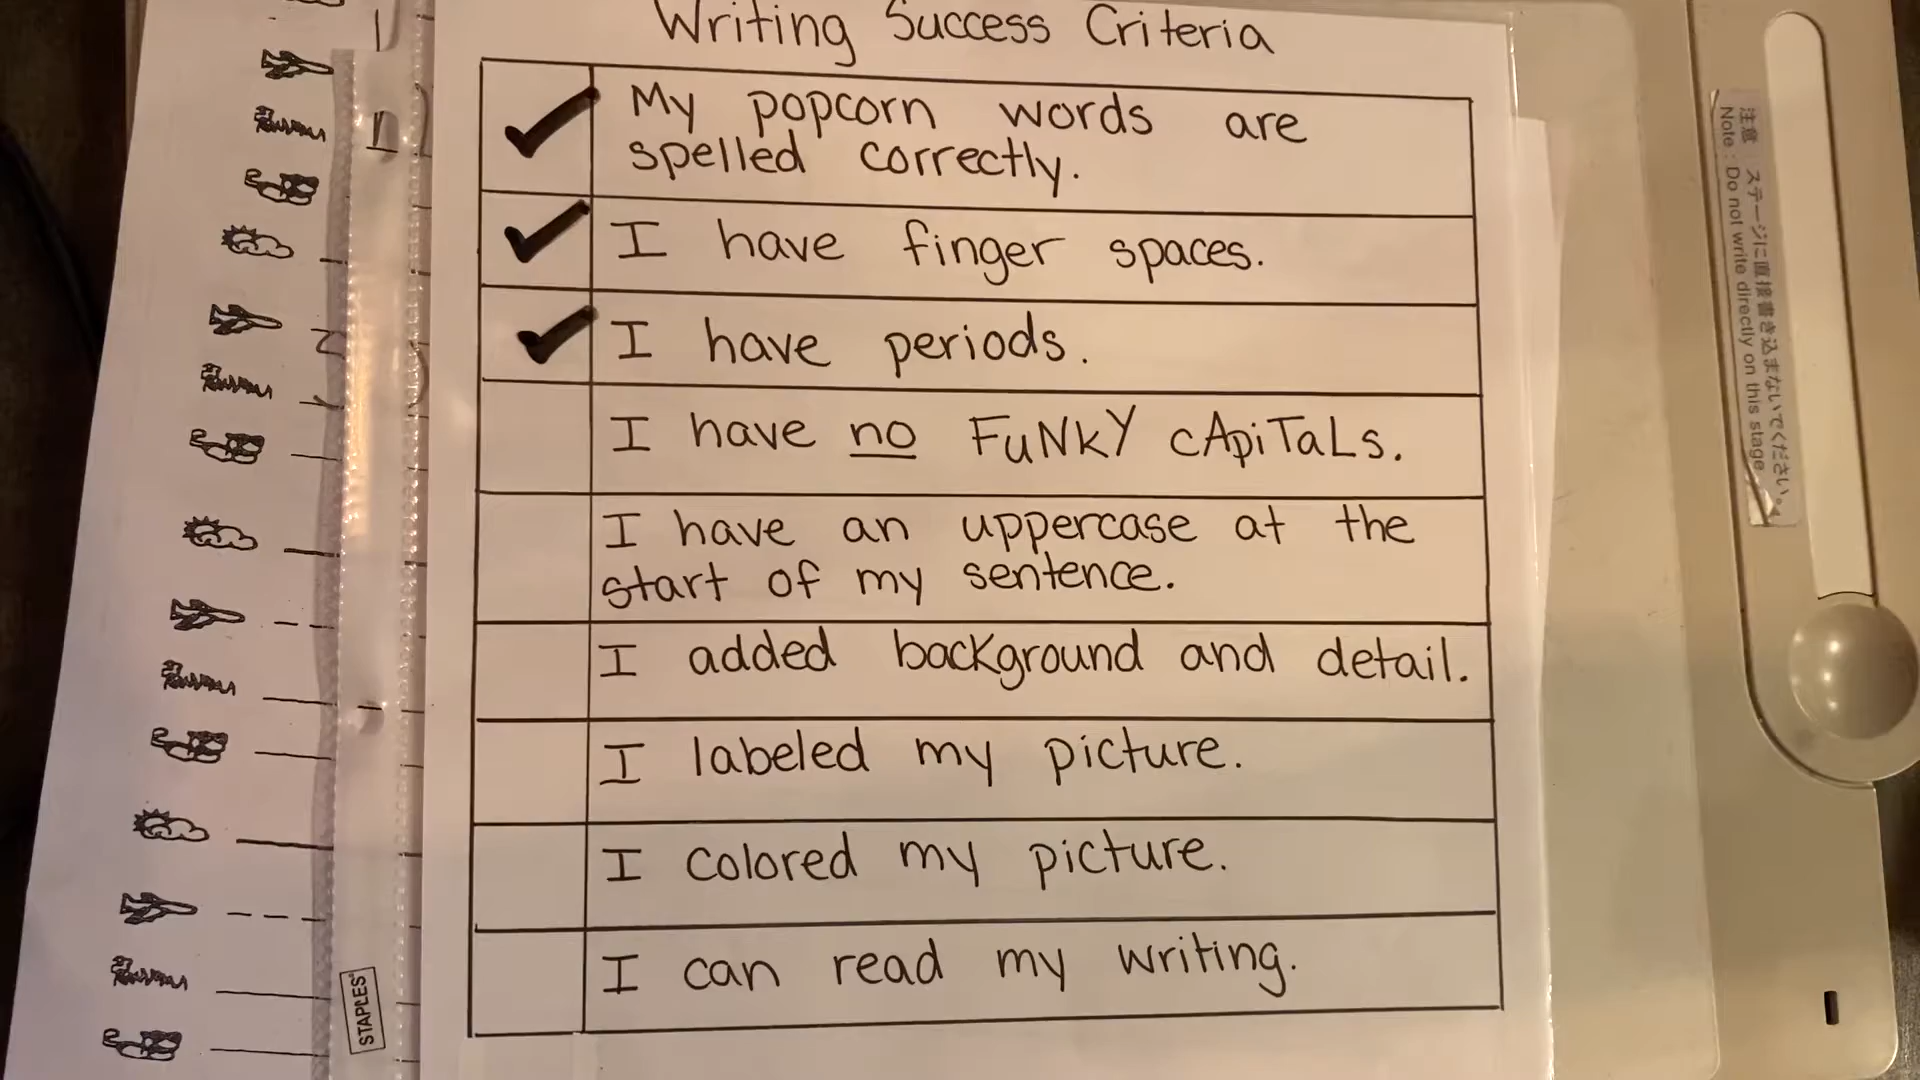 Writing Success Criteria
My popcorn words are
spelled correctly.
I have finger spaces.
I have periods.
I have no FuNkY cApiTaLs.
I have an uppercase at the
start of my sentence.
I added background and detail.
I labeled my picture.
I colored my picture.
I can read my writing.
STAPLES
注意 ステージに直接書き込まないでください。
Note : Do not write directly on this stage